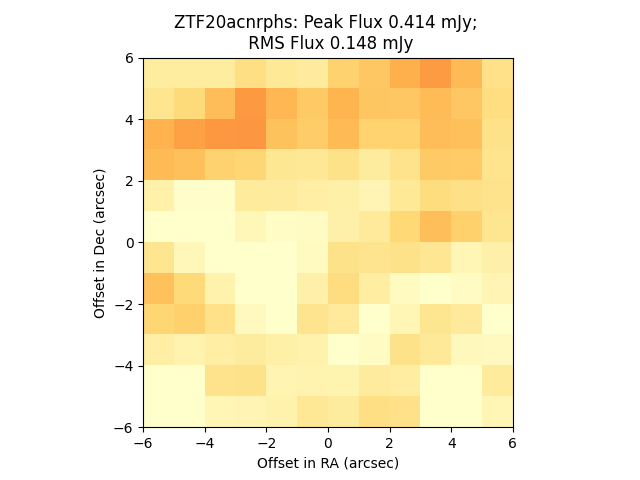 ZTF20acnrphs: Peak Flux 0.414 mJy;
RMS Flux 0.148 mJy
6
4
2
0
−2
−4
−6
Offset in Dec (arcsec)
−6 −4 −2 0 2 4 6
Offset in RA (arcsec)